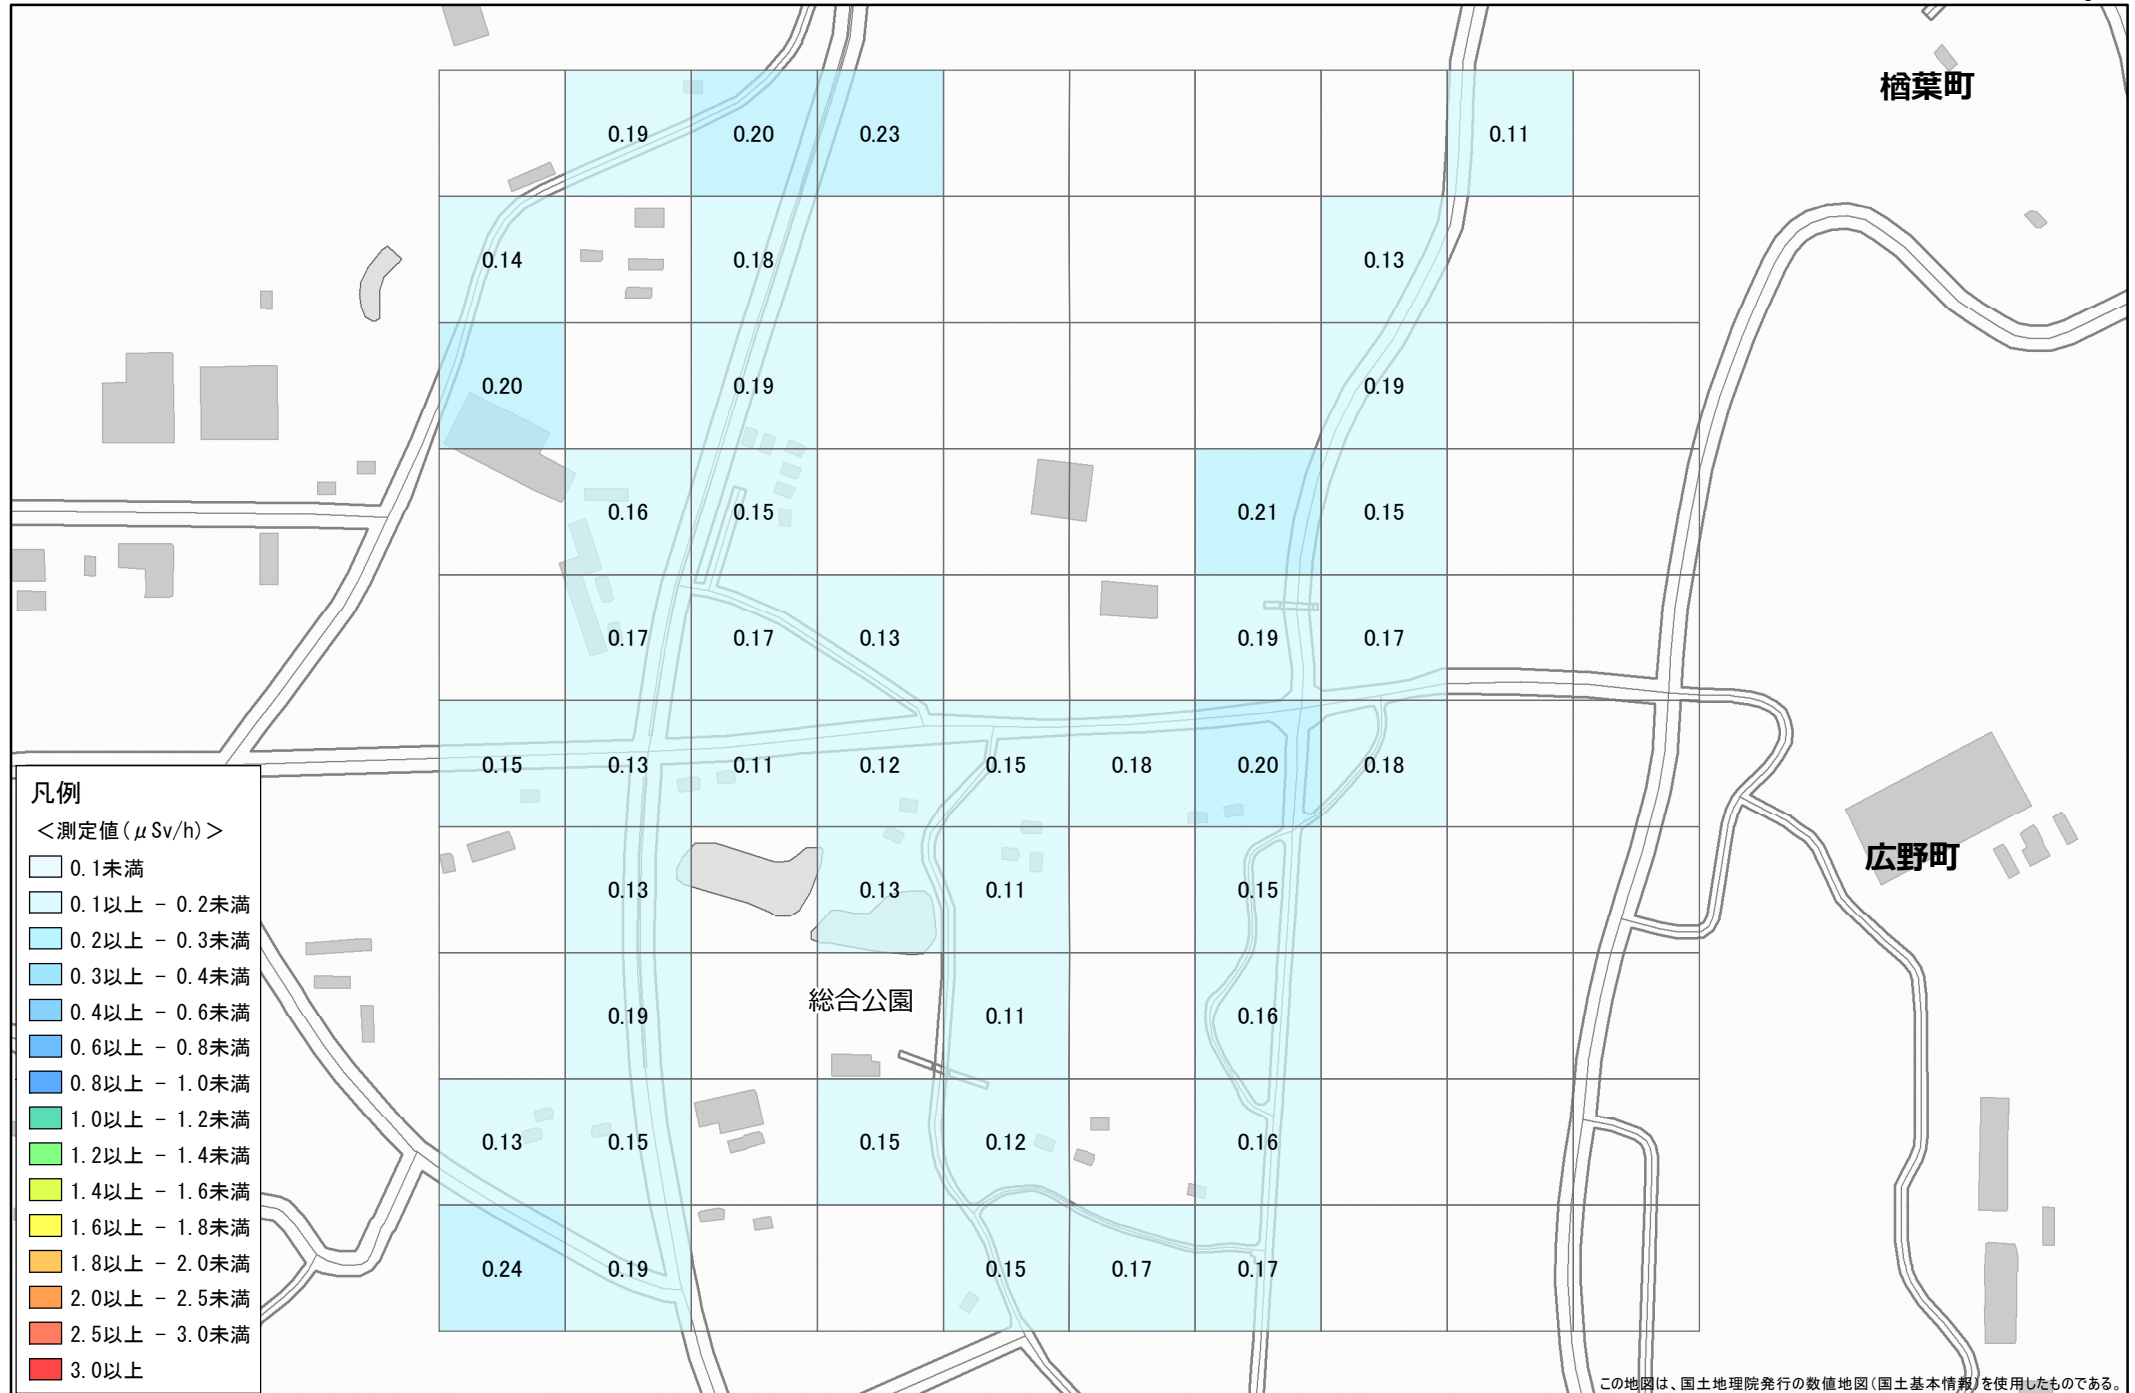 楢葉町
0.19 0.20 0.23 0.11
0.14 0.18 0.13
0.20 0.19 0.19
0.16 0.15 0.21 0.15
0.17 0.17 0.13 0.19 0.17
0.15 0.13 0.11 0.12 0.15 0.18 0.20 0.18
広野町
0.13 0.13 0.11 0.15
総合公園
0.19 0.11 0.16
0.13 0.15 0.15 0.12 0.16
0.24 0.19 0.15 0.17 0.17
凡例
＜測定値(μSv/h)＞
0.1未満
0.1以上 - 0.2未満
0.2以上 - 0.3未満
0.3以上 - 0.4未満
0.4以上 - 0.6未満
0.6以上 - 0.8未満
0.8以上 - 1.0未満
1.0以上 - 1.2未満
1.2以上 - 1.4未満
1.4以上 - 1.6未満
1.6以上 - 1.8未満
1.8以上 - 2.0未満
2.0以上 - 2.5未満
2.5以上 - 3.0未満
3.0以上
この地図は、国土地理院発行の数値地図(国土基本情報)を使用したものである。